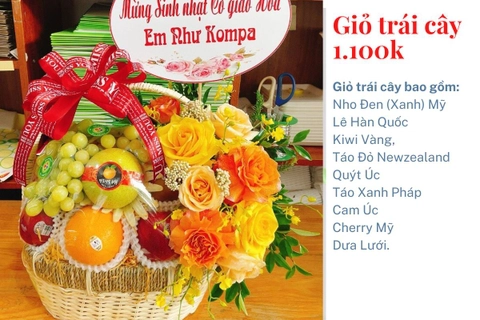 Mừng Sinh nhật Cô giáo Hoa
Em Như Kompa
Giỏ trái cây
1.100k
Giỏ trái cây bao gồm:
Nho Đen (Xanh) Mỹ
Lê Hàn Quốc
Kiwi Vàng,
Táo Đỏ Newzealand
Quýt Úc
Táo Xanh Pháp
Cam Úc
Cherry Mỹ
Dưa Lưới.